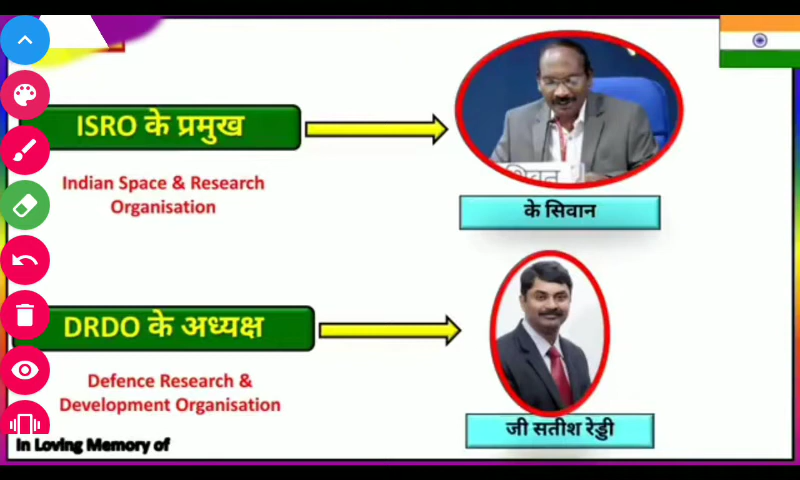 ISRO के प्रमुख
Indian Space & Research
Organisation
के सिवान
DRDO के अध्यक्ष
Defence Research &
Development Organisation
जी सतीश रेड्डी
In Loving Memory of